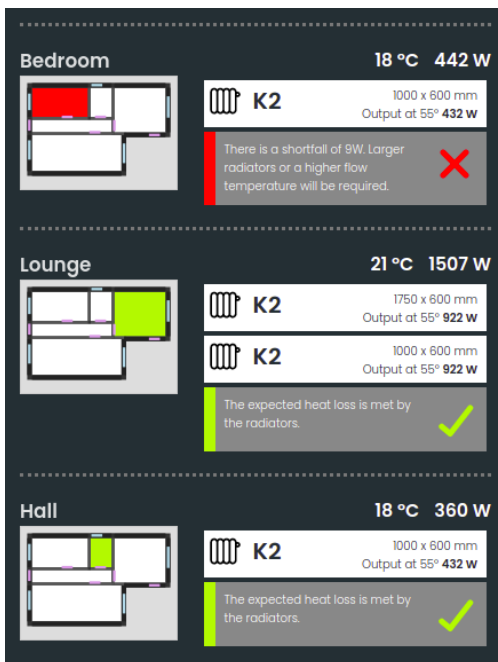 Bedroom
18 °C 442 W
K2
1000 x 600 mm
Output at 55° 432 W
There is a shortfall of 9W. Larger
radiators or a higher flow
temperature will be required.
Lounge
21 °C 1507 W
K2
1750 x 600 mm
Output at 55° 922 W
K2
1000 x 600 mm
Output at 55° 922 W
The expected heat loss is met by
the radiators.
Hall
18 °C 360 W
K2
1000 x 600 mm
Output at 55° 432 W
The expected heat loss is met by
the radiators.